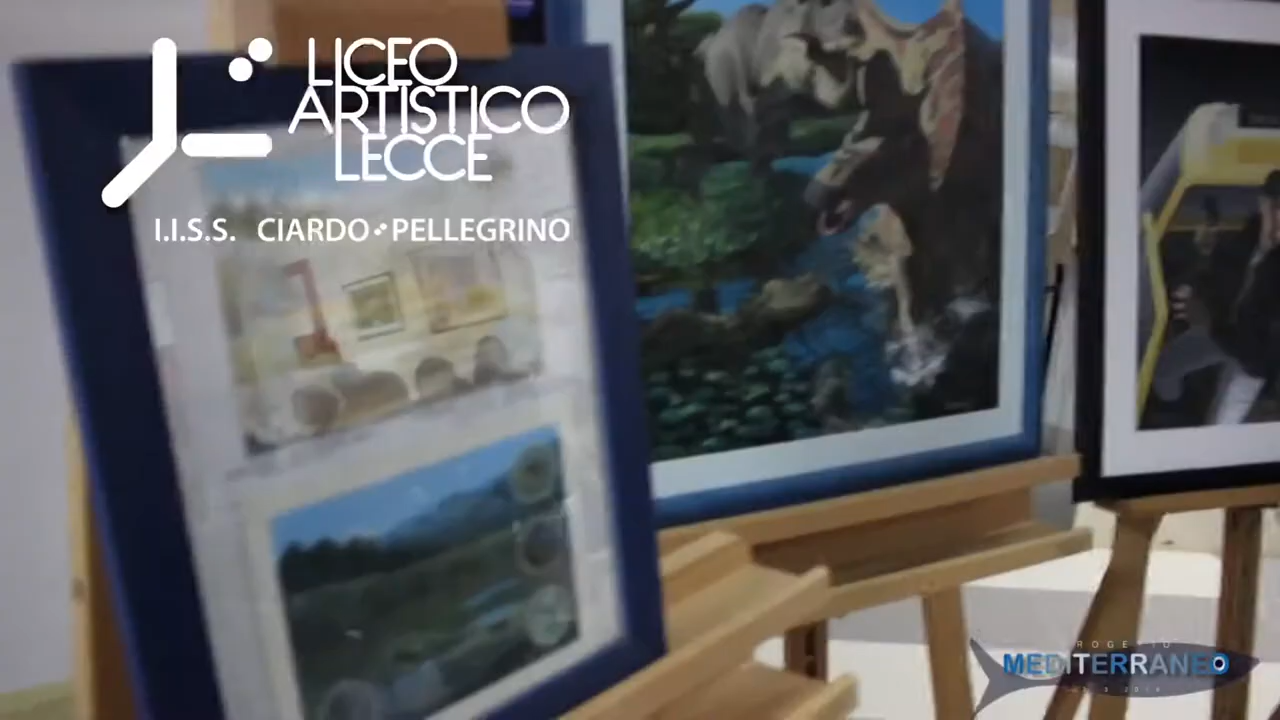 LICEO
ARTISTICO
LECCE
I.I.S.S. CIARDO PELLEGRINO
MEDITERRANEO